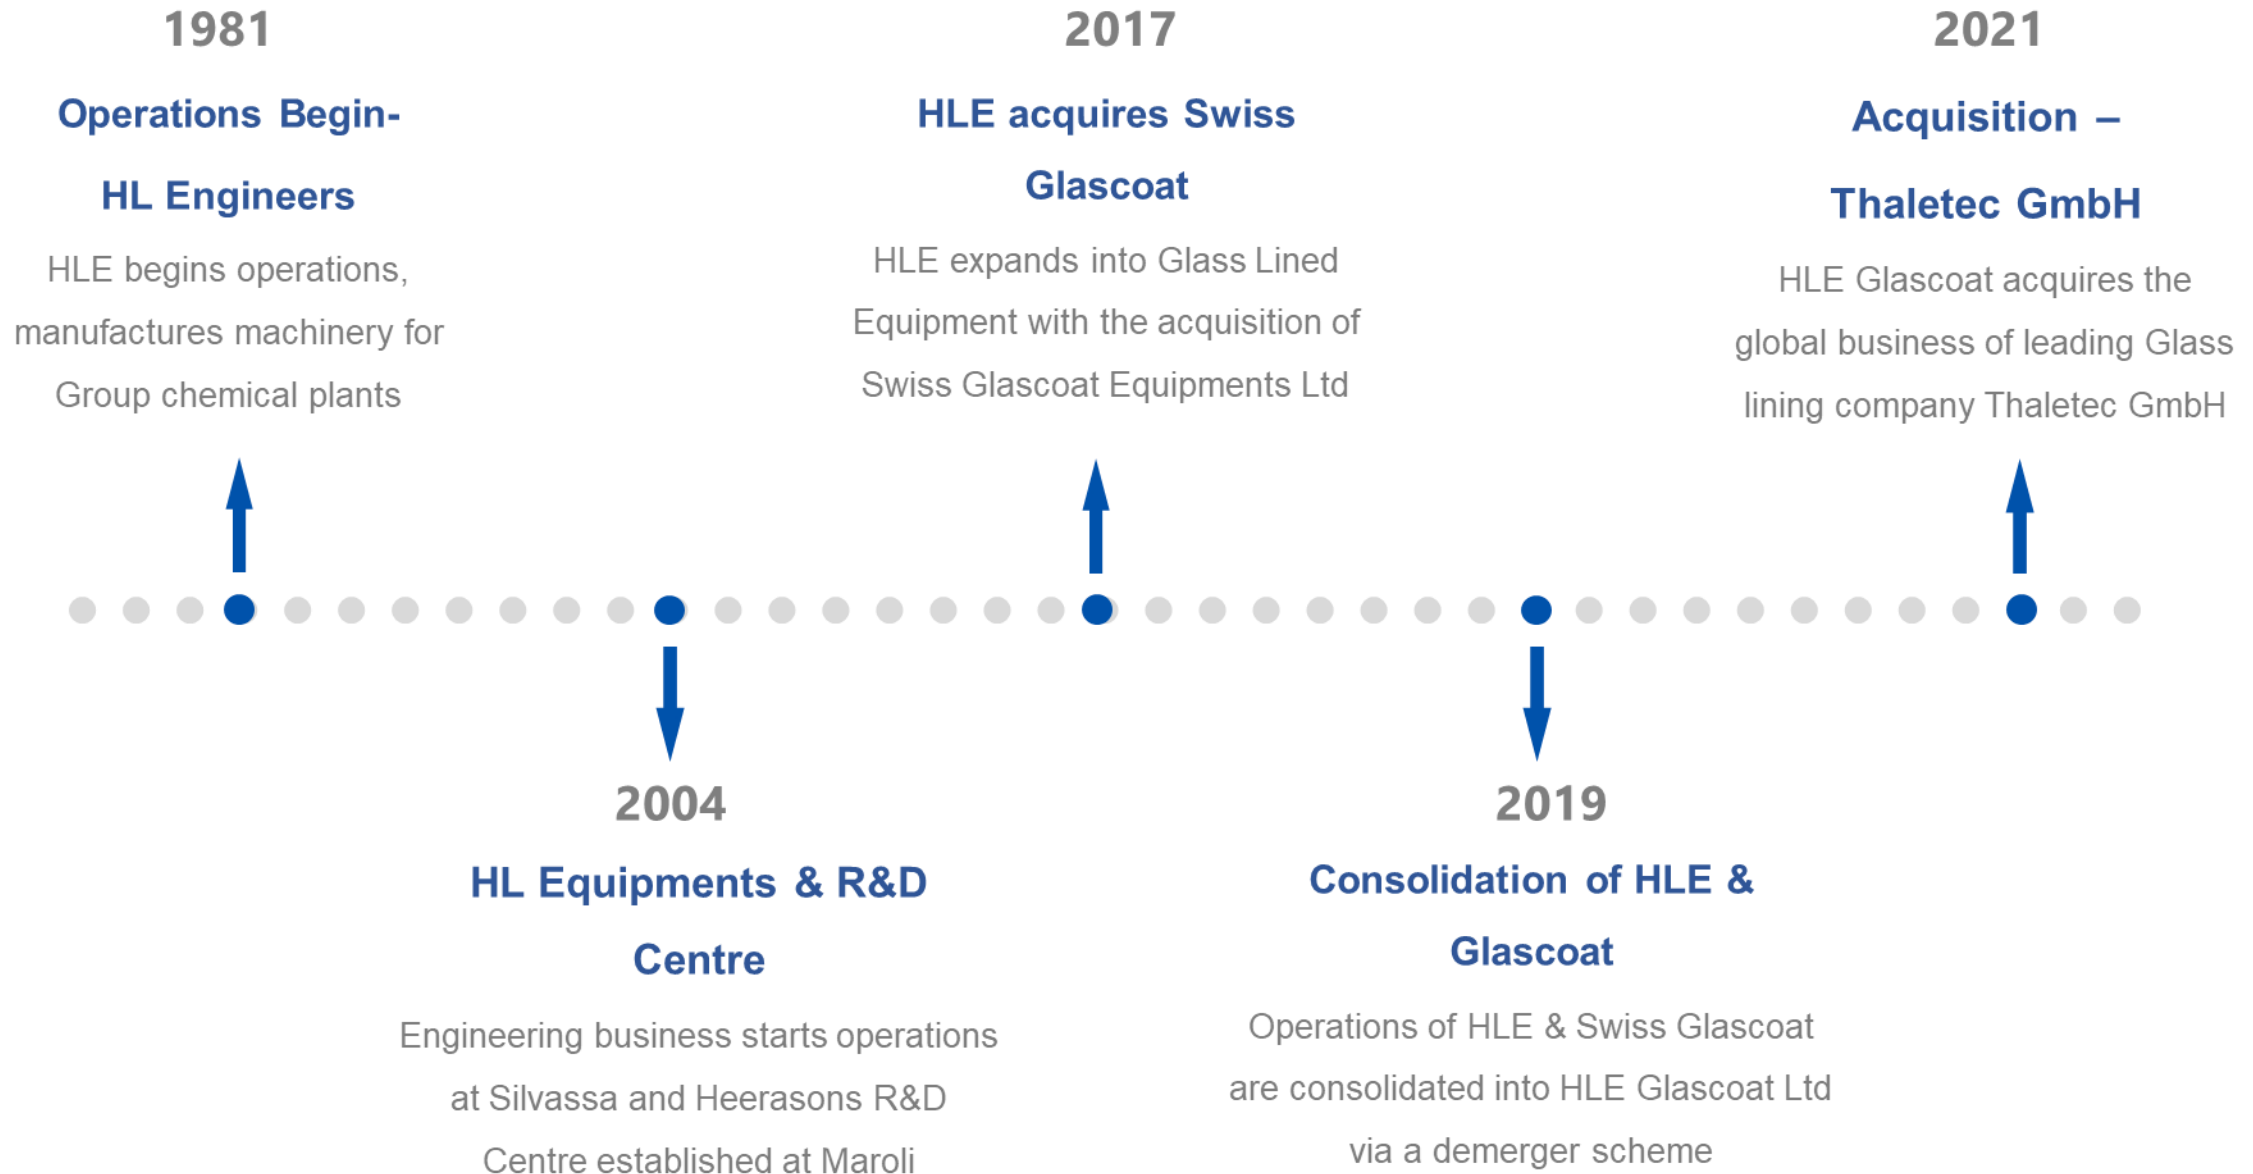 1981
Operations Begin-
HL Engineers
HLE begins operations,
manufactures machinery for
Group chemical plants
2004
HL Equipments & R&D
Centre
Engineering business starts operations
at Silvassa and Heerasons R&D
Centre established at Maroli
2017
HLE acquires Swiss
Glascoat
HLE expands into Glass Lined
Equipment with the acquisition of
Swiss Glascoat Equipments Ltd
2019
Consolidation of HLE &
Glascoat
Operations of HLE & Swiss Glascoat
are consolidated into HLE Glascoat Ltd
via a demerger scheme
2021
Acquisition –
Thaletec GmbH
HLE Glascoat acquires the
global business of leading Glass
lining company Thaletec GmbH